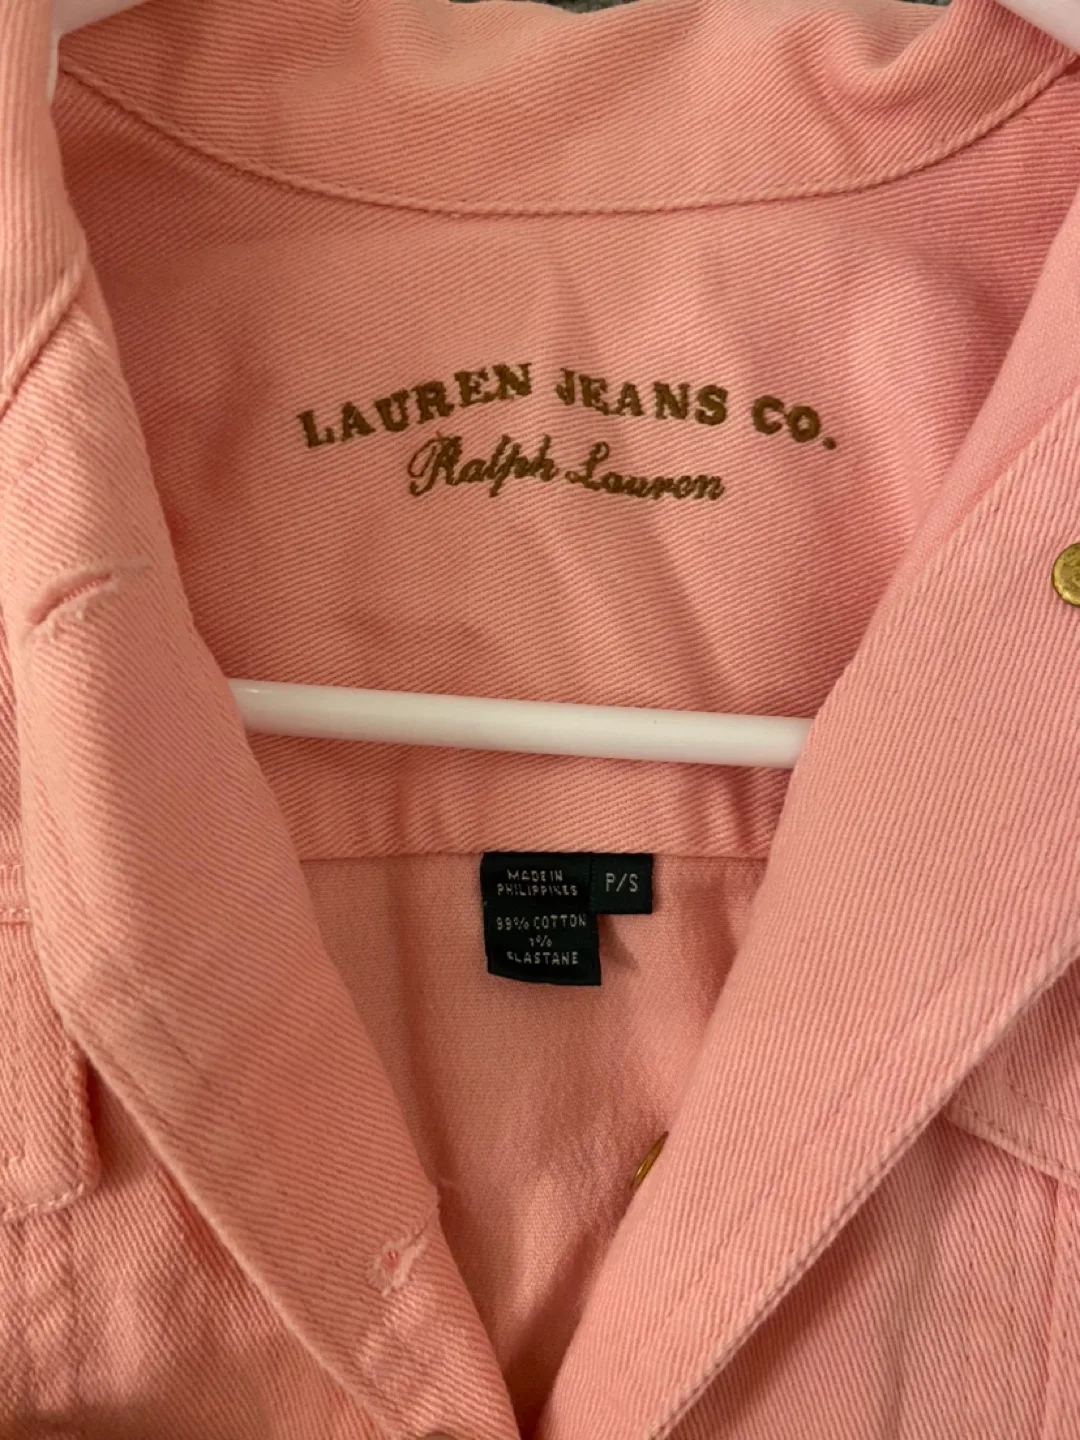 LAUREN JEANS CO.
Ralph Lauren
MADE IN
PHILIPPINES
P/S
99% COTTON
1%
ELASTANE